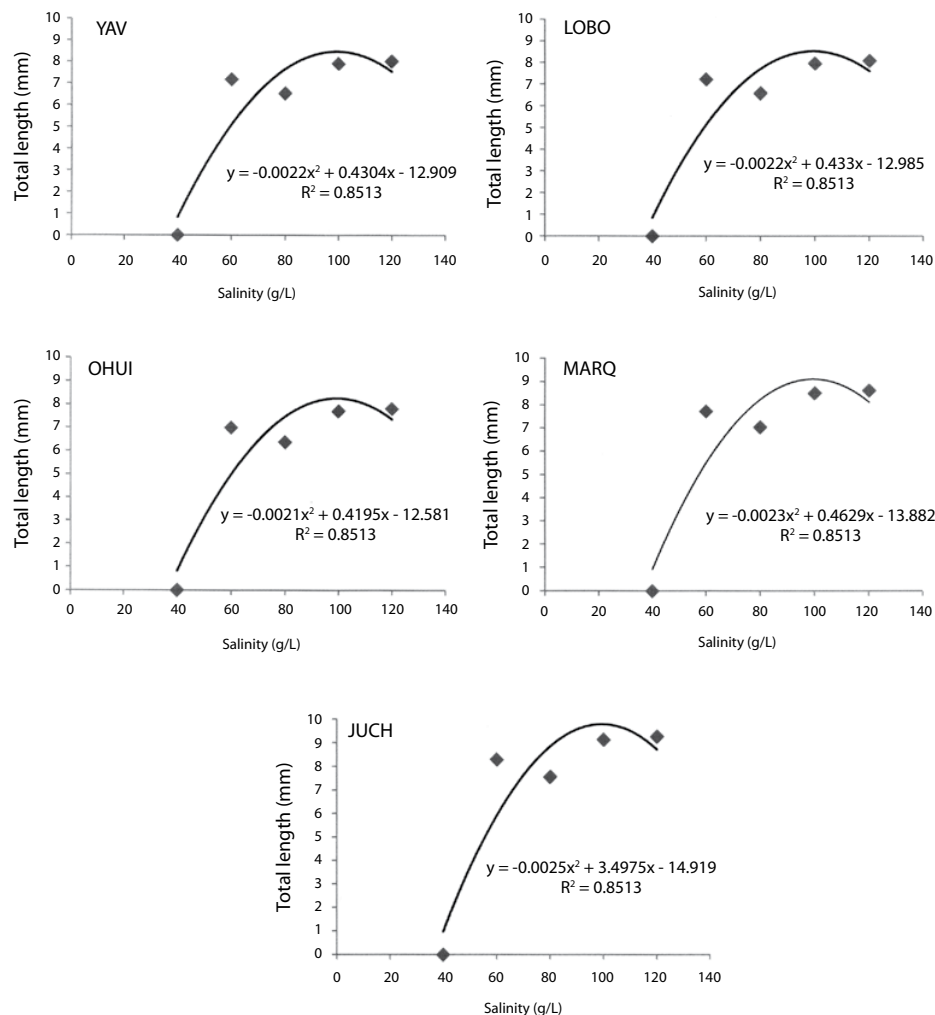 YAV
10
9
8
7
6
5
4
3
2
1
0
Total length (mm)
y = -0.0022x² + 0.4304x - 12.909
R² = 0.8513
0 20 40 60 80 100 120 140
Salinity (g/L)
LOBO
10
9
8
7
6
5
4
3
2
1
0
Total length (mm)
y = -0.0022x² + 0.433x - 12.985
R² = 0.8513
0 20 40 60 80 100 120 140
Salinity (g/L)
OHUI
10
9
8
7
6
5
4
3
2
1
0
Total length (mm)
y = -0.0021x² + 0.4195x - 12.581
R² = 0.8513
0 20 40 60 80 100 120 140
Salinity (g/L)
MARQ
10
9
8
7
6
5
4
3
2
1
0
Total length (mm)
y = -0.0023x² + 0.4629x - 13.882
R² = 0.8513
0 20 40 60 80 100 120 140
Salinity (g/L)
JUCH
10
9
8
7
6
5
4
3
2
1
0
Total length (mm)
y = -0.0025x² + 3.4975x - 14.919
R² = 0.8513
0 20 40 60 80 100 120 140
Salinity (g/L)